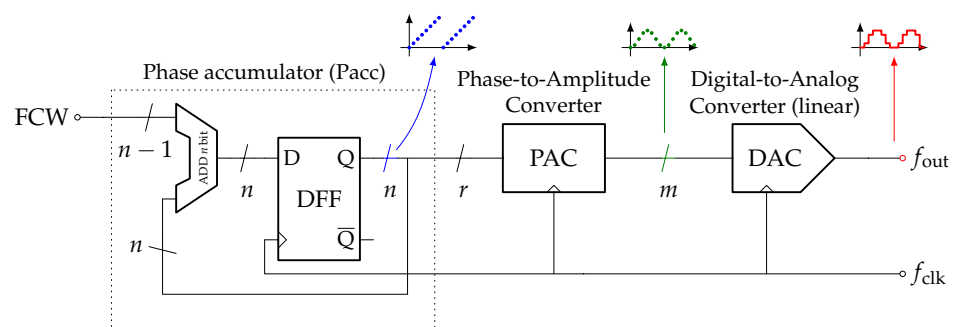 Phase accumulator (Pacc)
Phase-to-Amplitude
Converter
Digital-to-Analog
Converter (linear)
FCW
n − 1
ADD n bit
n
D
Q
DFF
Q̅
n
r
PAC
m
DAC
f_out
n
f_clk